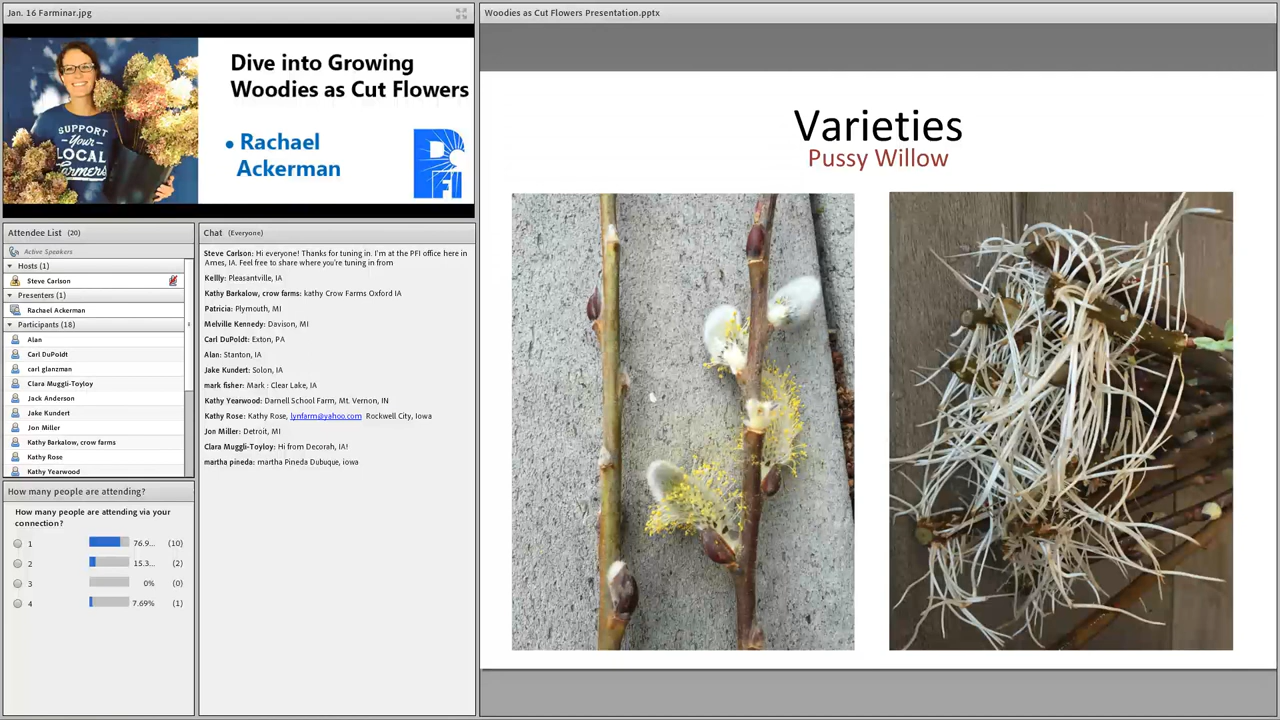 Jan. 16 Farminar.jpg
Dive into Growing
Woodies as Cut Flowers
• Rachael
Ackerman
SUPPORT
Your
LOCAL
Farmers
PFI
Attendee List (20)
Active Speakers
Hosts (1)
Steve Carlson
Presenters (1)
Rachael Ackerman
Participants (18)
Alan
Carl DuPoldt
carl glanzman
Clara Muggli-Toyloy
Jack Anderson
Jake Kundert
Jon Miller
Kathy Barkalow, crow farms
Kathy Rose
Kathy Yearwood
Chat (Everyone)
Steve Carlson: Hi everyone! Thanks for tuning in. I'm at the PFI office here in
Ames, IA. Feel free to share where you're tuning in from
Kellly: Pleasantville, IA
Kathy Barkalow, crow farms: kathy Crow Farms Oxford IA
Patricia: Plymouth, MI
Melville Kennedy: Davison, MI
Carl DuPoldt: Exton, PA
Alan: Stanton, IA
Jake Kundert: Solon, IA
mark fisher: Mark : Clear Lake, IA
Kathy Yearwood: Darnell School Farm, Mt. Vernon, IN
Kathy Rose: Kathy Rose, lynfarm@yahoo.com Rockwell City, Iowa
Jon Miller: Detroit, MI
Clara Muggli-Toyloy: Hi from Decorah, IA!
martha pineda: martha Pineda Dubuque, iowa
How many people are attending?
How many people are attending via your
connection?
1 76.9... (10)
2 15.3... (2)
3 0% (0)
4 7.69% (1)
Woodies as Cut Flowers Presentation.pptx
Varieties
Pussy Willow